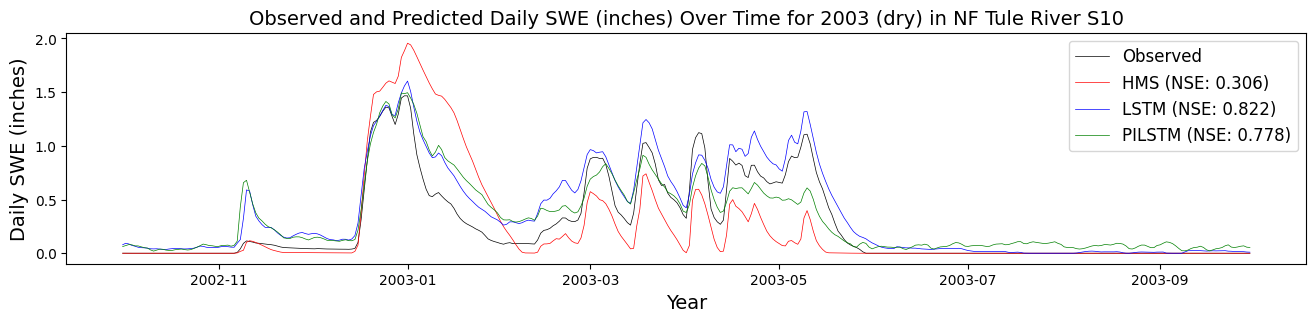 Observed and Predicted Daily SWE (inches) Over Time for 2003 (dry) in NF Tule River S10
Daily SWE (inches)
2.0
1.5
1.0
0.5
0.0
Observed
HMS (NSE: 0.306)
LSTM (NSE: 0.822)
PILSTM (NSE: 0.778)
2002-11 2003-01 2003-03 2003-05 2003-07 2003-09
Year